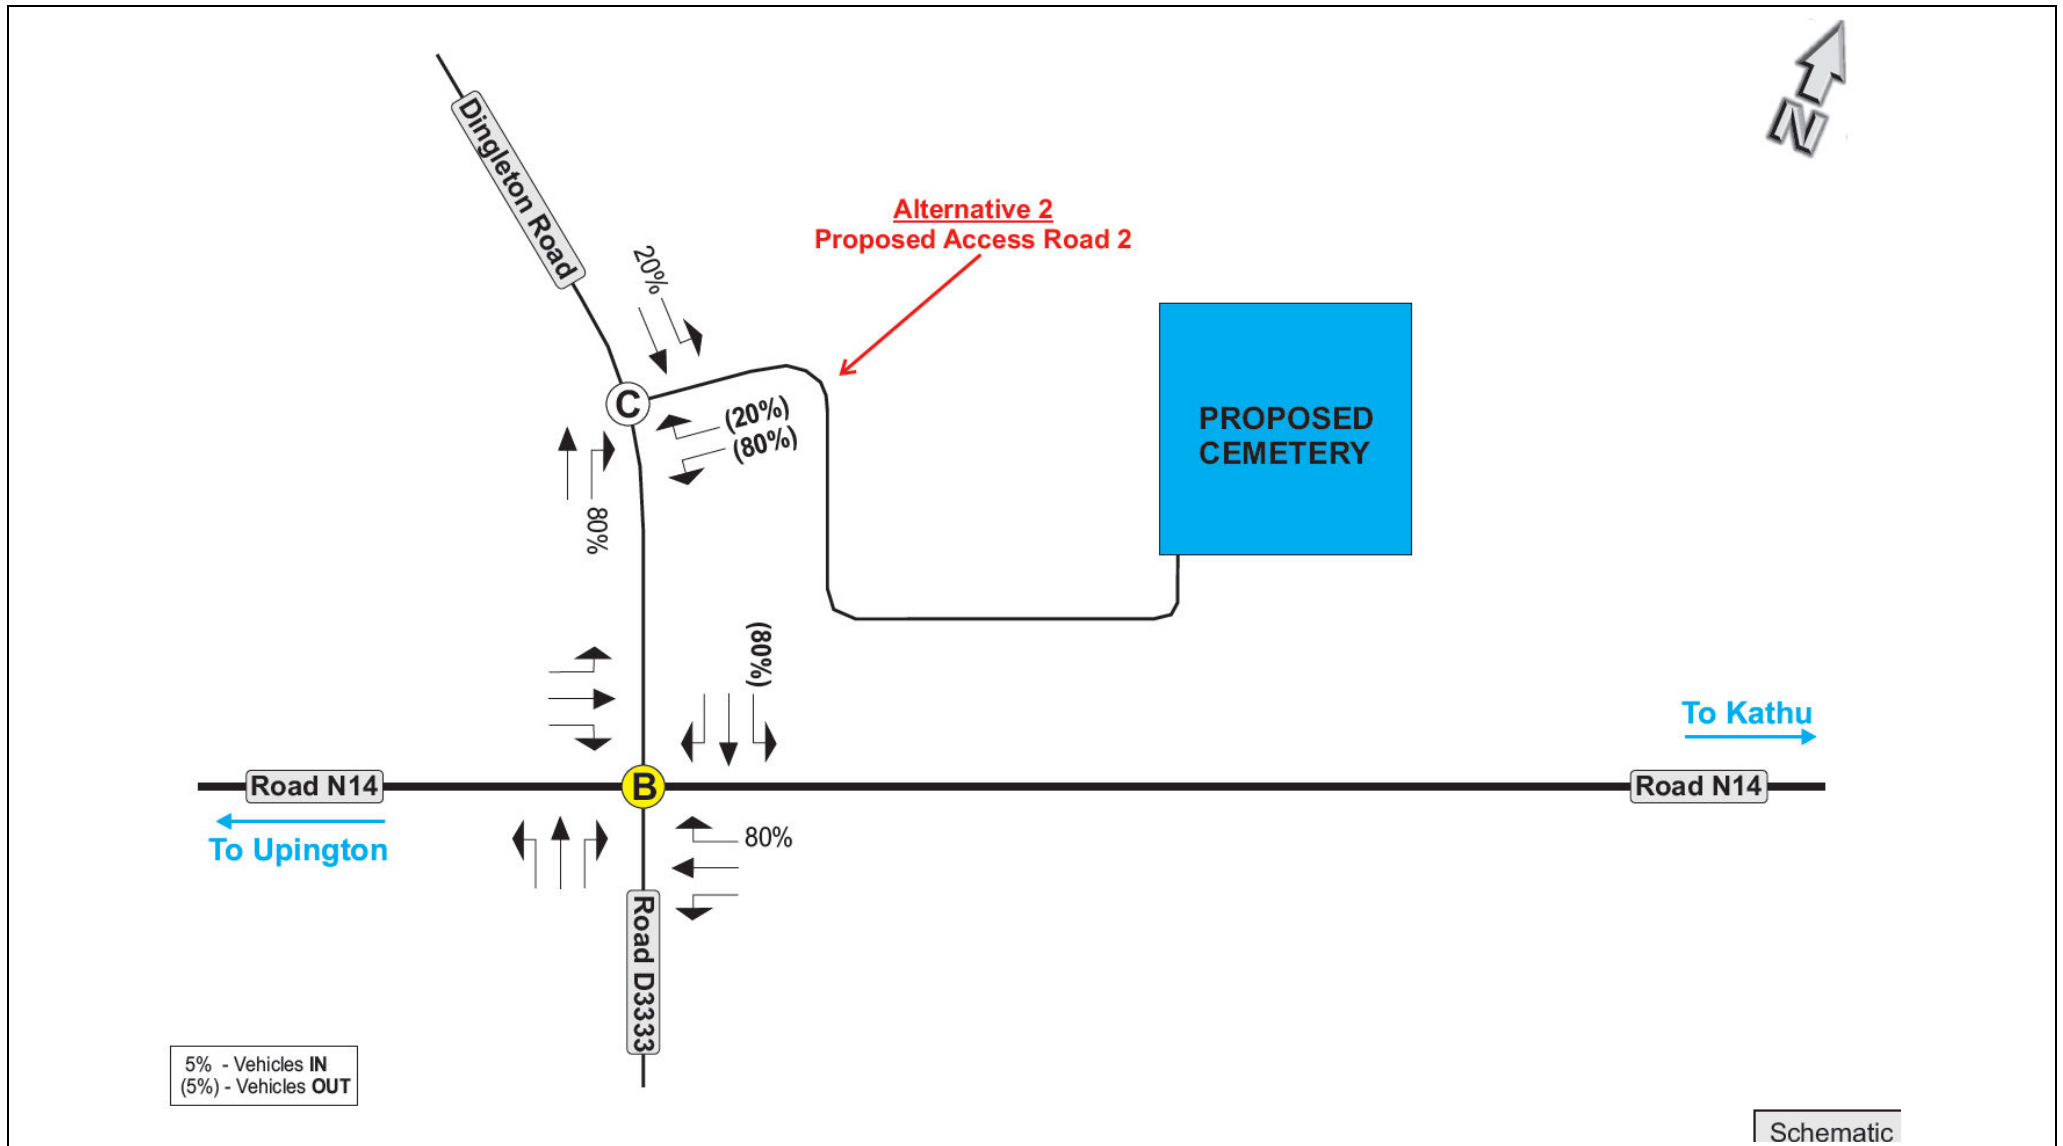 N
Dingleton Road
Alternative 2
Proposed Access Road 2
20%
C
(20%)
(80%)
PROPOSED
CEMETERY
80%
(80%)
To Kathu
Road N14
B
Road N14
To Upington
80%
Road D3333
5% - Vehicles IN
(5%) - Vehicles OUT
Schematic